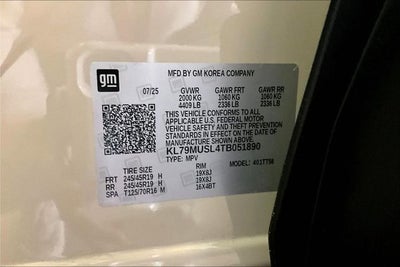 gm
MFD BY GM KOREA COMPANY
07/25 GVWR GAWR FRT GAWR RR
2000 KG 1060 KG 1060 KG
4409 LB 2336 LB 2336 LB
THIS VEHICLE CONFORMS TO ALL
APPLICABLE U.S. FEDERAL MOTOR
VEHICLE SAFETY AND BUMPER
STANDARDS IN EFFECT ON THE DATE OF
MANUFACTURE SHOWN ABOVE.
KL79MUSL4TB051890
TYPE: MPV MODEL: 4U1TT56
TIRE SIZE RIM
FRT 245/45R19 H 19X8J
RR 245/45R19 H 19X8J
SPA T125/70R16 M 16X4BT